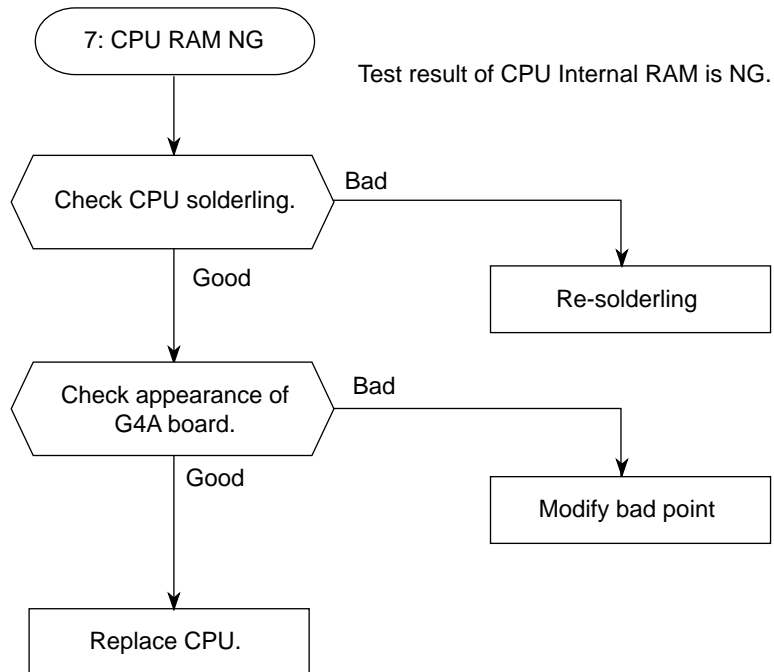 7: CPU RAM NG
Test result of CPU Internal RAM is NG.
Check CPU solderling.
Bad
Good
Re-solderling
Check appearance of
G4A board.
Bad
Good
Modify bad point
Replace CPU.